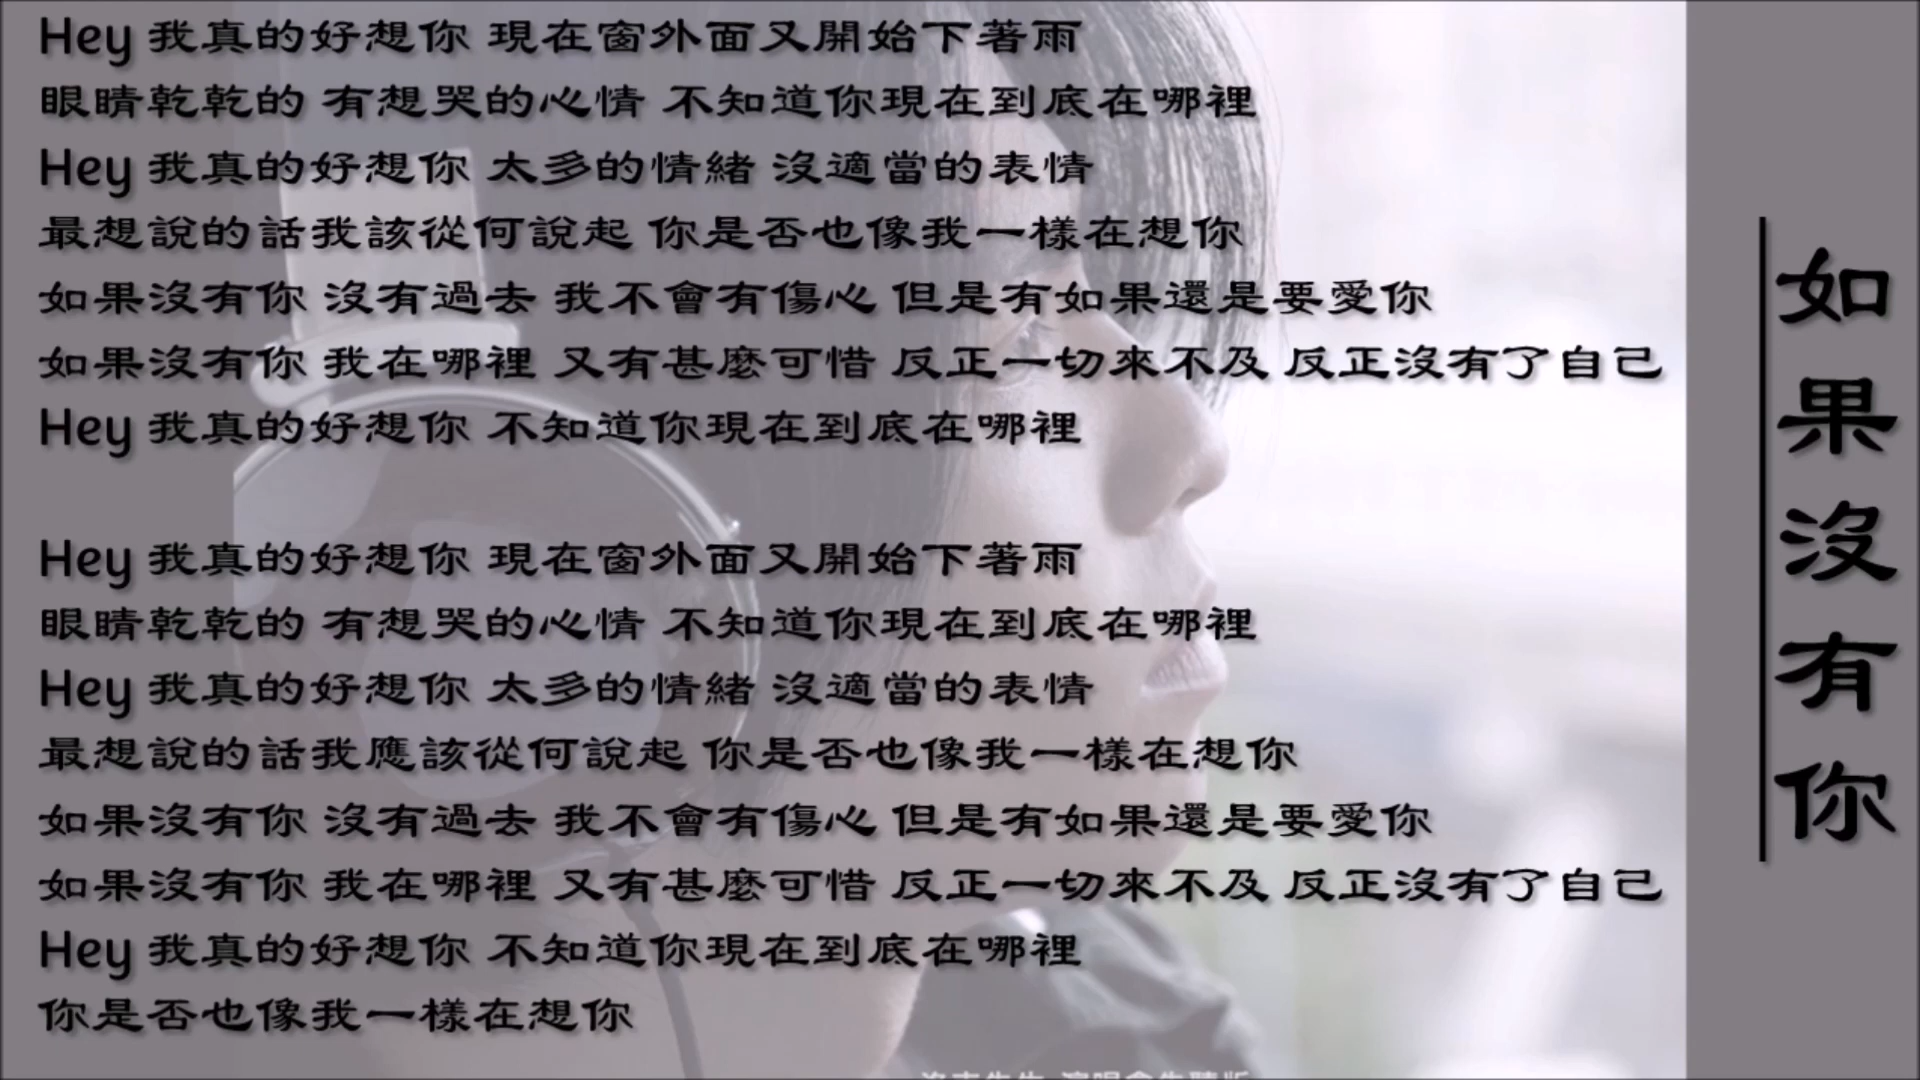 Hey 我真的好想你 現在窗外面又開始下著雨
眼睛乾乾的 有想哭的心情 不知道你現在到底在哪裡
Hey 我真的好想你 太多的情緒 沒適當的表情
最想說的話我該從何說起 你是否也像我一樣在想你
如果沒有你 沒有過去 我不會有傷心 但是有如果還是要愛你
如果沒有你 我在哪裡 又有甚麼可惜 反正一切來不及 反正沒有了自己
Hey 我真的好想你 不知道你現在到底在哪裡
Hey 我真的好想你 現在窗外面又開始下著雨
眼睛乾乾的 有想哭的心情 不知道你現在到底在哪裡
Hey 我真的好想你 太多的情緒 沒適當的表情
最想說的話我應該從何說起 你是否也像我一樣在想你
如果沒有你 沒有過去 我不會有傷心 但是有如果還是要愛你
如果沒有你 我在哪裡 又有甚麼可惜 反正一切來不及 反正沒有了自己
Hey 我真的好想你 不知道你現在到底在哪裡
你是否也像我一樣在想你
如果沒有你